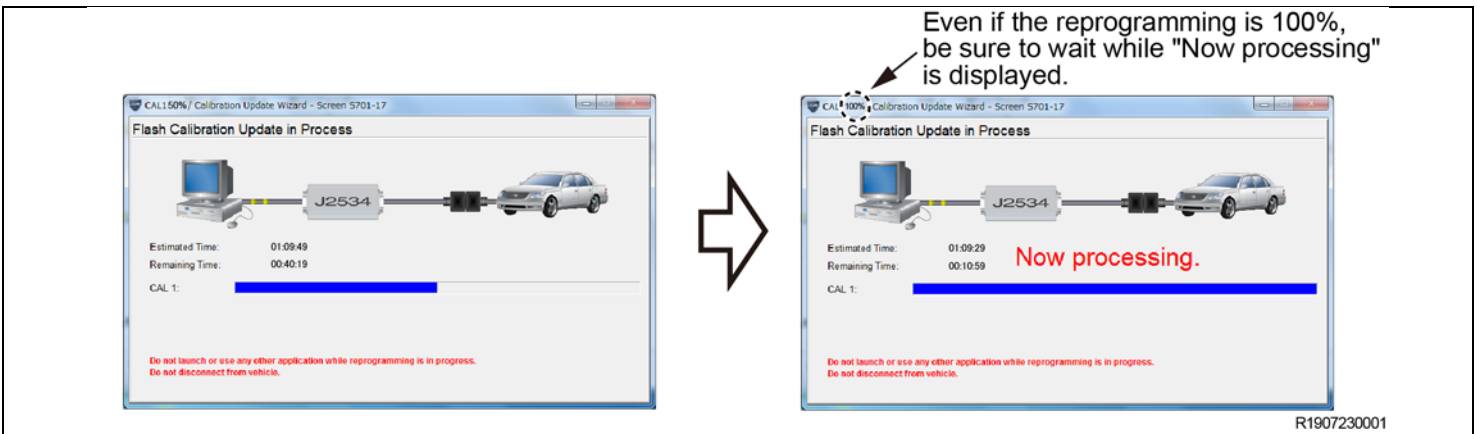 Even if the reprogramming is 100%,
be sure to wait while "Now processing"
is displayed.
CAL150%/ Calibration Update Wizard - Screen S701-17
Flash Calibration Update in Process
J2534
Estimated Time: 01:09:49
Remaining Time: 00:40:19
CAL 1:
Do not launch or use any other application while reprogramming is in progress.
Do not disconnect from vehicle.
CAL 100% Calibration Update Wizard - Screen S701-17
Flash Calibration Update in Process
J2534
Estimated Time: 01:09:29
Remaining Time: 00:10:59
Now processing.
CAL 1:
Do not launch or use any other application while reprogramming is in progress.
Do not disconnect from vehicle.
R1907230001